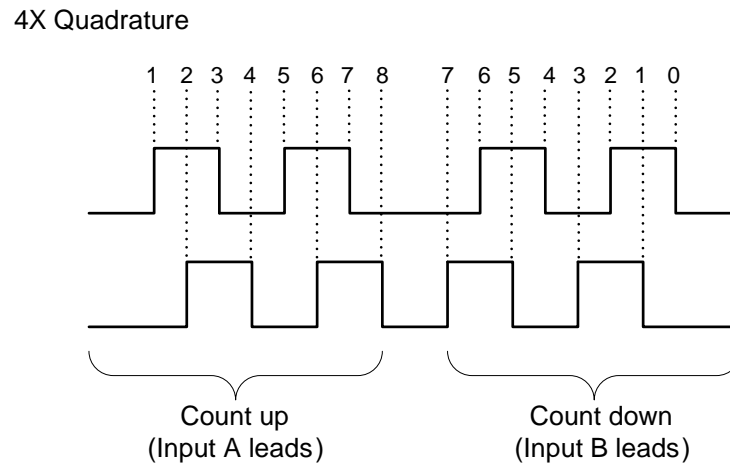 4X Quadrature
1 2 3 4 5 6 7 8 7 6 5 4 3 2 1 0
Count up
(Input A leads)
Count down
(Input B leads)